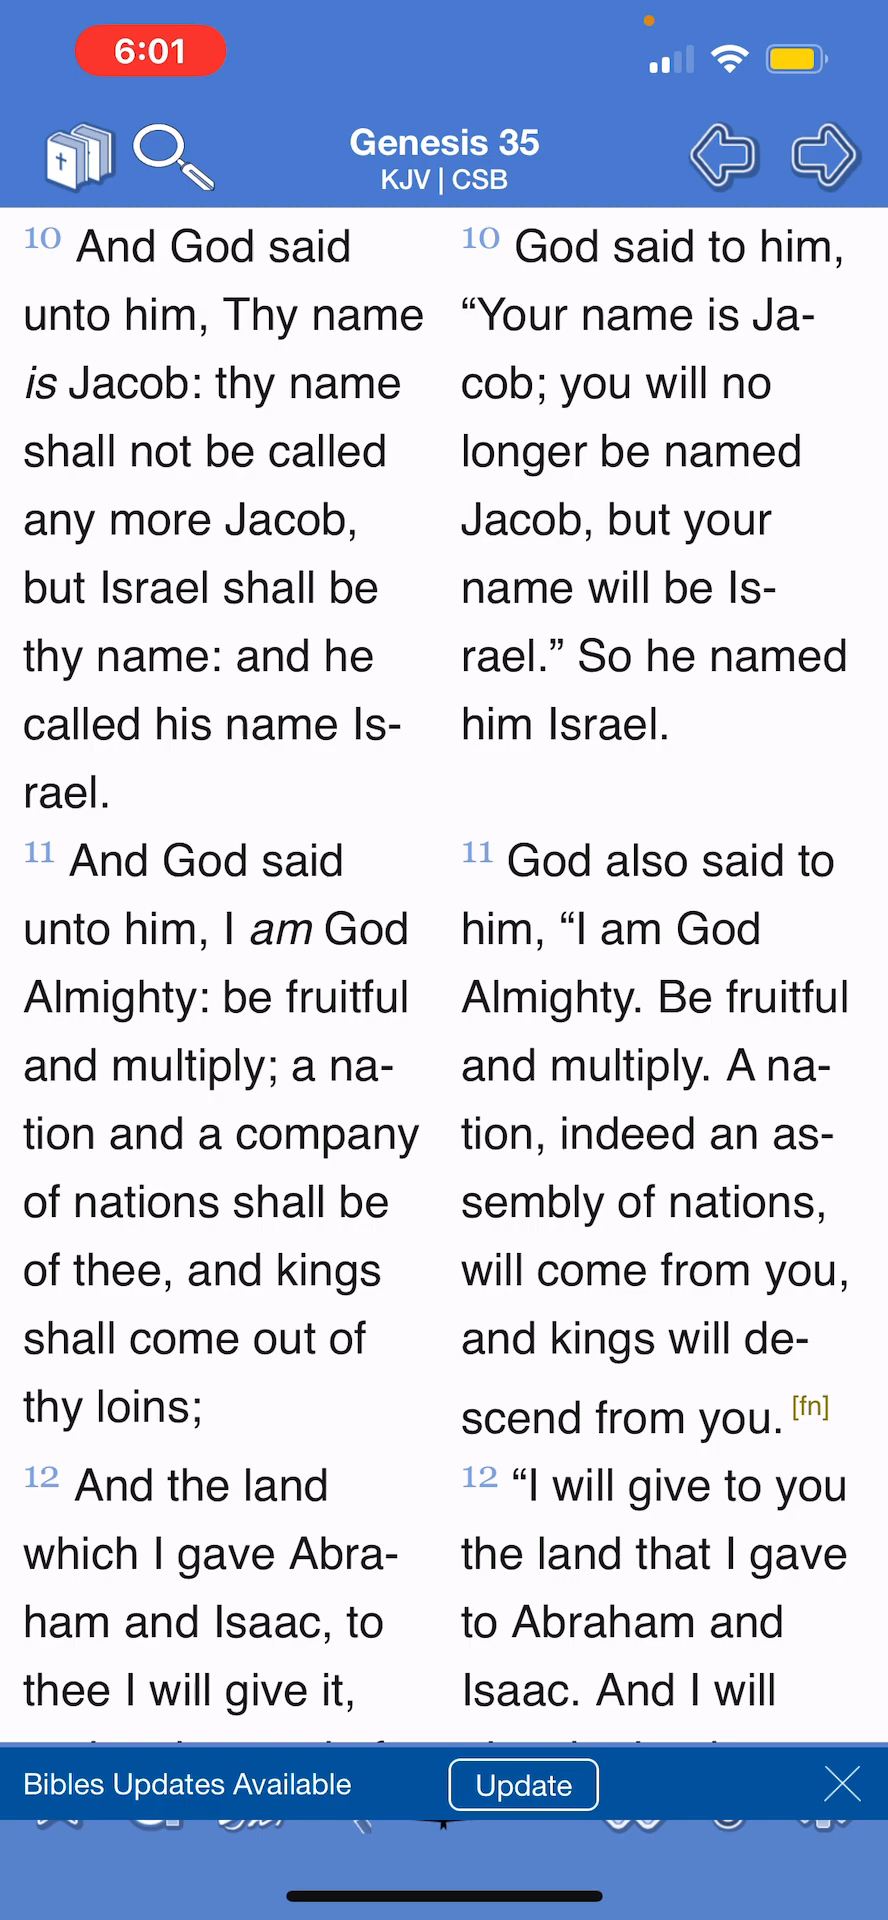 6:01
Genesis 35
KJV | CSB
10 And God said
unto him, Thy name
is Jacob: thy name
shall not be called
any more Jacob,
but Israel shall be
thy name: and he
called his name Is-
rael.
11 And God said
unto him, I am God
Almighty: be fruitful
and multiply; a na-
tion and a company
of nations shall be
of thee, and kings
shall come out of
thy loins;
12 And the land
which I gave Abra-
ham and Isaac, to
thee I will give it,
10 God said to him,
“Your name is Ja-
cob; you will no
longer be named
Jacob, but your
name will be Is-
rael.” So he named
him Israel.
11 God also said to
him, “I am God
Almighty. Be fruitful
and multiply. A na-
tion, indeed an as-
sembly of nations,
will come from you,
and kings will de-
scend from you. [fn]
12 “I will give to you
the land that I gave
to Abraham and
Isaac. And I will
Bibles Updates Available
Update